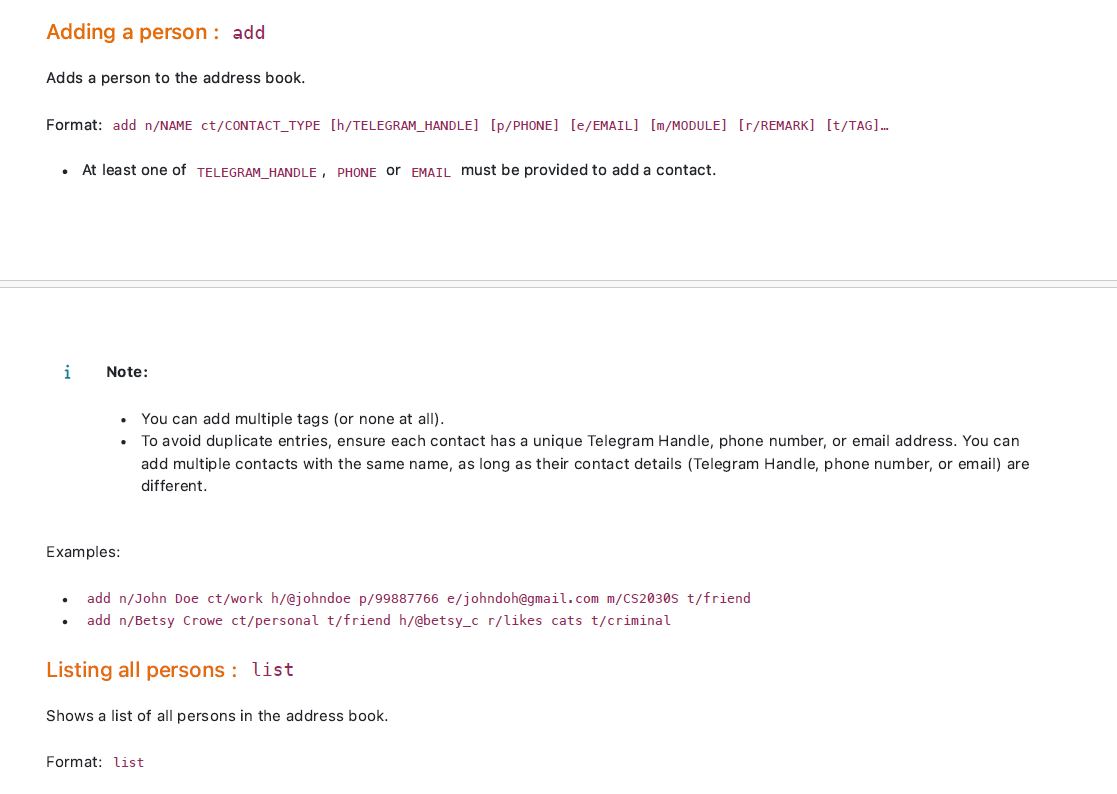 Adding a person : add
Adds a person to the address book.
Format: add n/NAME ct/CONTACT_TYPE [h/TELEGRAM_HANDLE] [p/PHONE] [e/EMAIL] [m/MODULE] [r/REMARK] [t/TAG]…
• At least one of TELEGRAM_HANDLE, PHONE or EMAIL must be provided to add a contact.
i Note:
• You can add multiple tags (or none at all).
• To avoid duplicate entries, ensure each contact has a unique Telegram Handle, phone number, or email address. You can
add multiple contacts with the same name, as long as their contact details (Telegram Handle, phone number, or email) are
different.
Examples:
• add n/John Doe ct/work h/@johndoe p/99887766 e/johndoh@gmail.com m/CS2030S t/friend
• add n/Betsy Crowe ct/personal t/friend h/@betsy_c r/likes cats t/criminal
Listing all persons : list
Shows a list of all persons in the address book.
Format: list